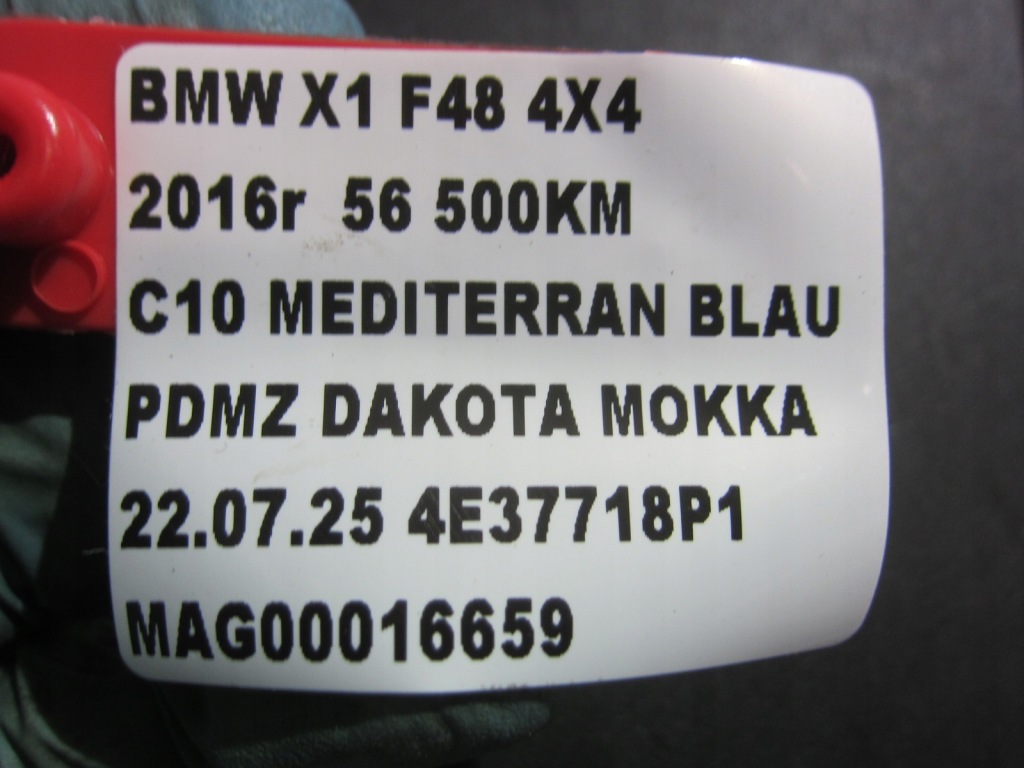 BMW X1 F48 4X4
2016r 56 500KM
C10 MEDITERRAN BLAU
PDMZ DAKOTA MOKKA
22.07.25 4E37718P1
MAG00016659